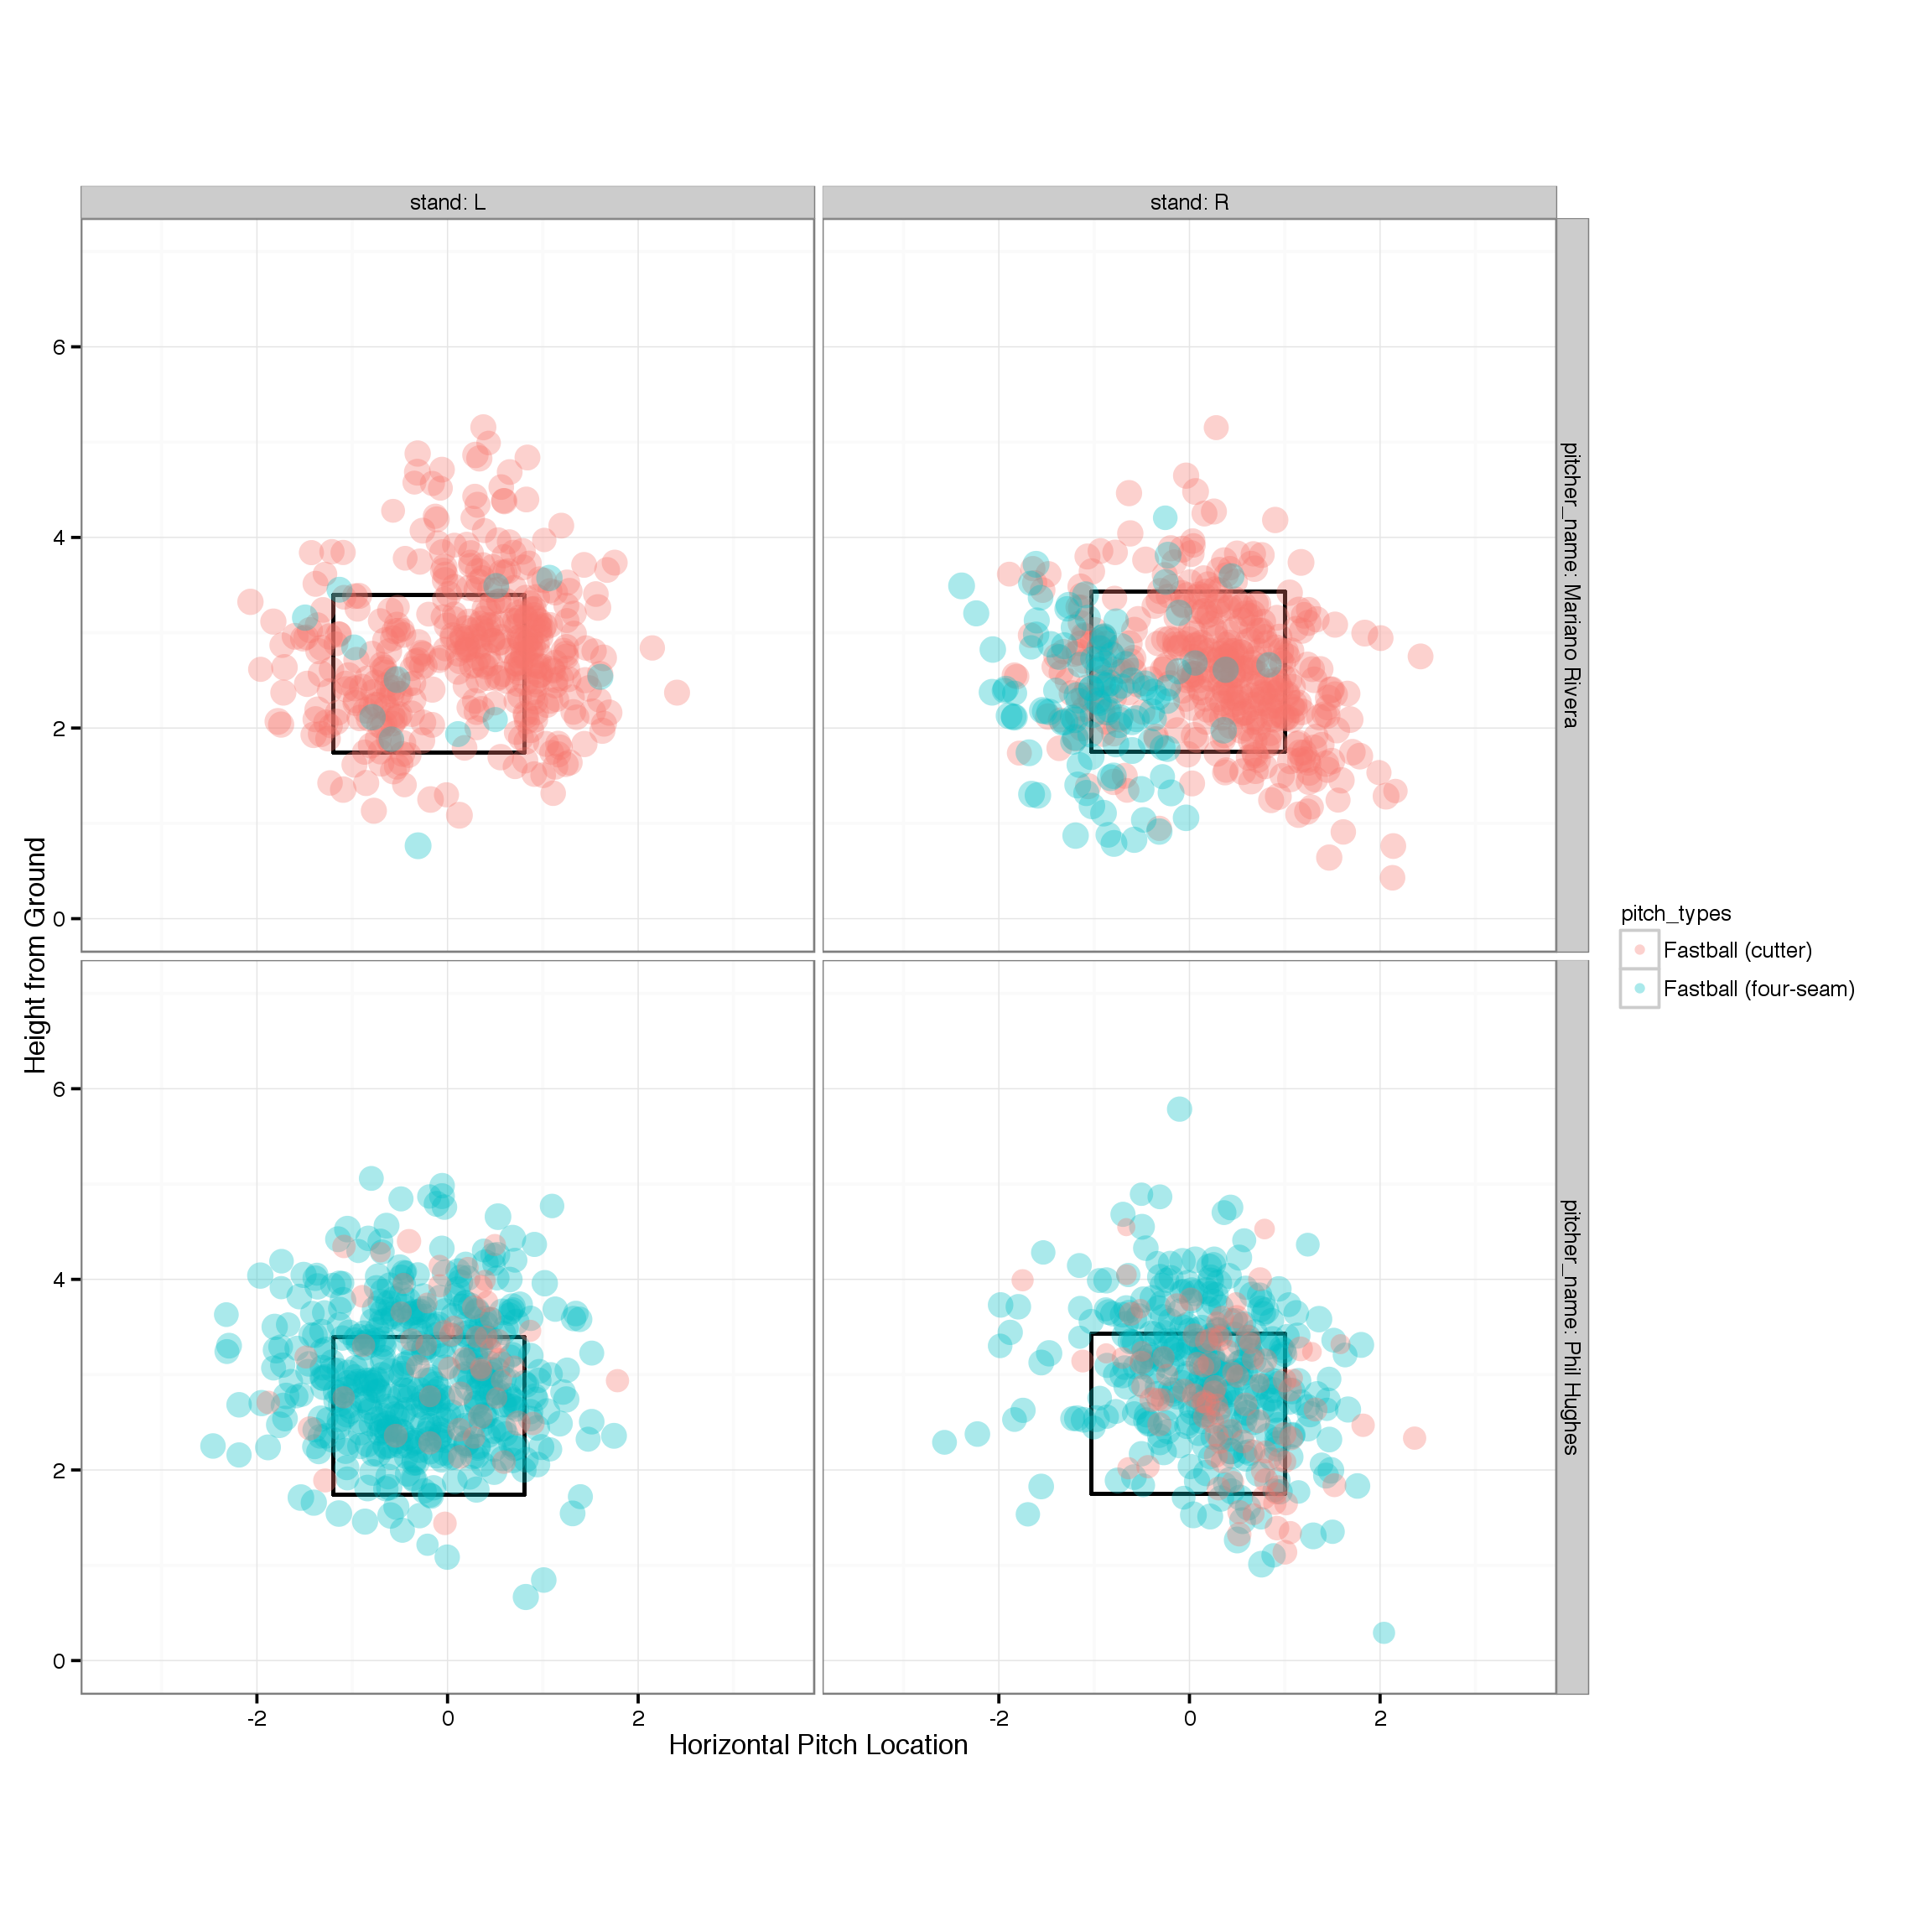 stand: L
stand: R
6
4
2
0
pitcher_name: Mariano Rivera
Height from Ground
pitch_types
Fastball (cutter)
Fastball (four-seam)
6
4
2
0
pitcher_name: Phil Hughes
-2
0
2
-2
0
2
Horizontal Pitch Location